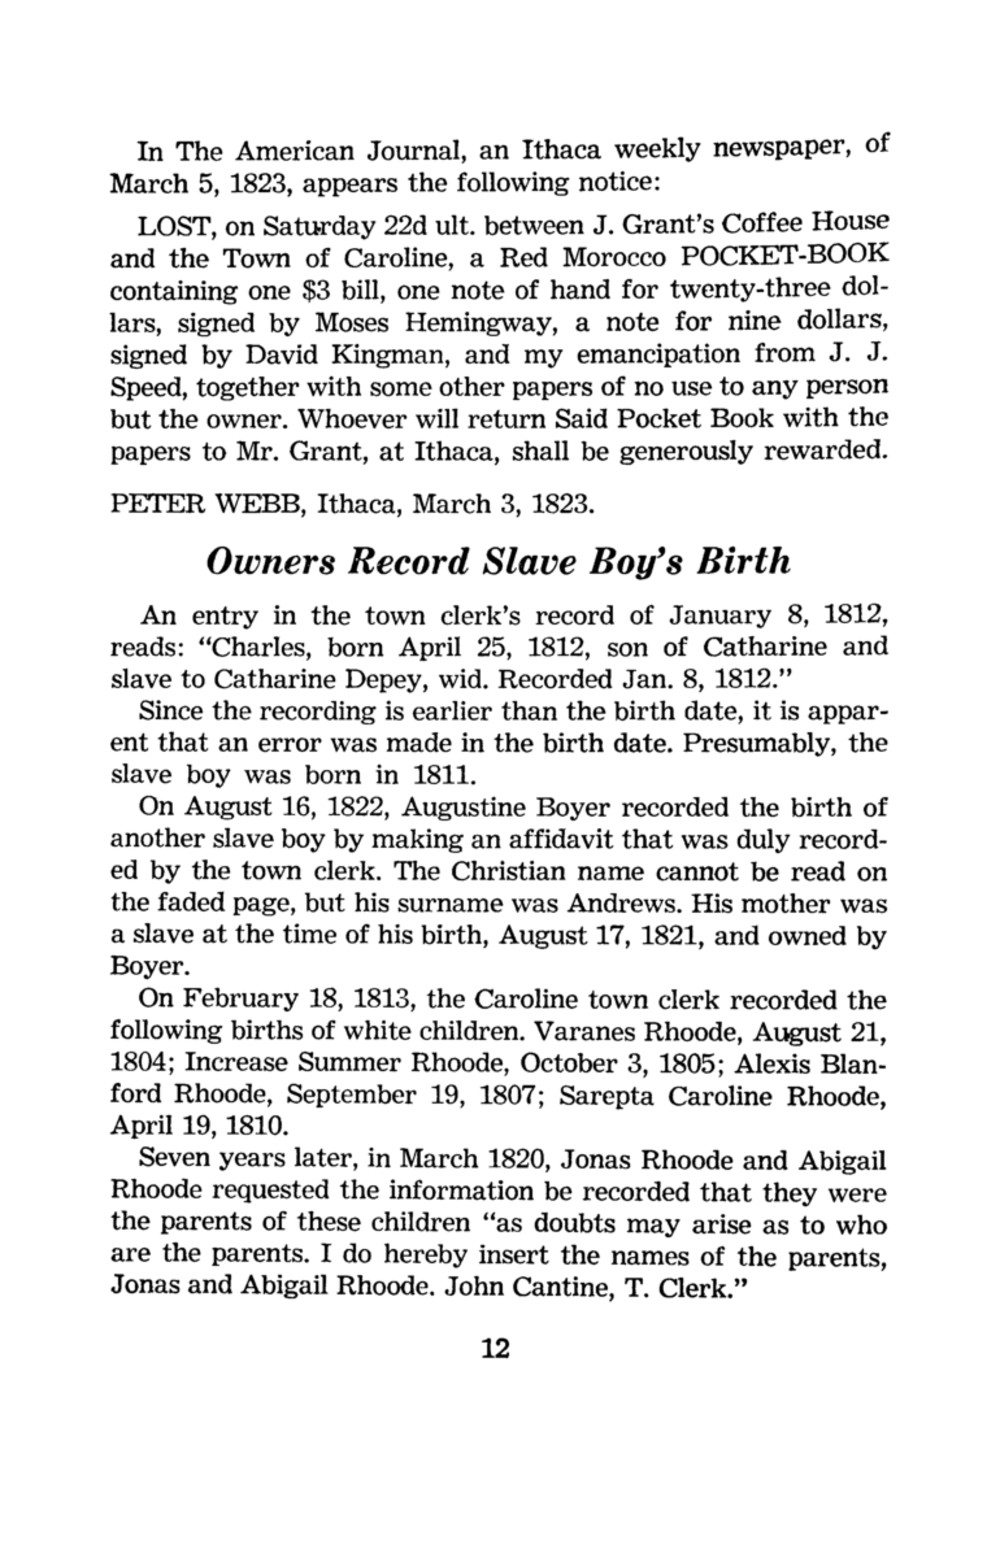 In The American Journal, an Ithaca weekly newspaper, of
March 5, 1823, appears the following notice:
LOST, on Saturday 22d ult. between J. Grant's Coffee House
and the Town of Caroline, a Red Morocco POCKET-BOOK
containing one $3 bill, one note of hand for twenty-three dol-
lars, signed by Moses Hemingway, a note for nine dollars,
signed by David Kingman, and my emancipation from J. J.
Speed, together with some other papers of no use to any person
but the owner. Whoever will return Said Pocket Book with the
papers to Mr. Grant, at Ithaca, shall be generously rewarded.
PETER WEBB, Ithaca, March 3, 1823.
Owners Record Slave Boy's Birth
An entry in the town clerk's record of January 8, 1812,
reads: "Charles, born April 25, 1812, son of Catharine and
slave to Catharine Depey, wid. Recorded Jan. 8, 1812."
Since the recording is earlier than the birth date, it is appar-
ent that an error was made in the birth date. Presumably, the
slave boy was born in 1811.
On August 16, 1822, Augustine Boyer recorded the birth of
another slave boy by making an affidavit that was duly record-
ed by the town clerk. The Christian name cannot be read on
the faded page, but his surname was Andrews. His mother was
a slave at the time of his birth, August 17, 1821, and owned by
Boyer.
On February 18, 1813, the Caroline town clerk recorded the
following births of white children. Varanes Rhoode, August 21,
1804; Increase Summer Rhoode, October 3, 1805; Alexis Blan-
ford Rhoode, September 19, 1807; Sarepta Caroline Rhoode,
April 19, 1810.
Seven years later, in March 1820, Jonas Rhoode and Abigail
Rhoode requested the information be recorded that they were
the parents of these children "as doubts may arise as to who
are the parents. I do hereby insert the names of the parents,
Jonas and Abigail Rhoode. John Cantine, T. Clerk."
12